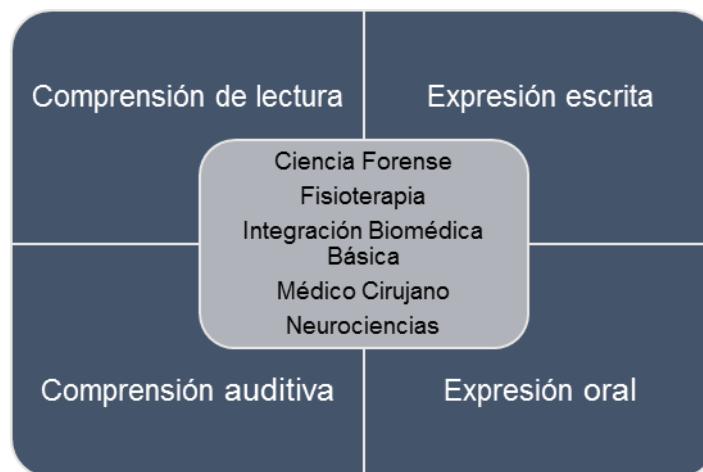 Comprensión de lectura
Expresión escrita
Ciencia Forense
Fisioterapia
Integración Biomédica
Básica
Médico Cirujano
Neurociencias
Comprensión auditiva
Expresión oral